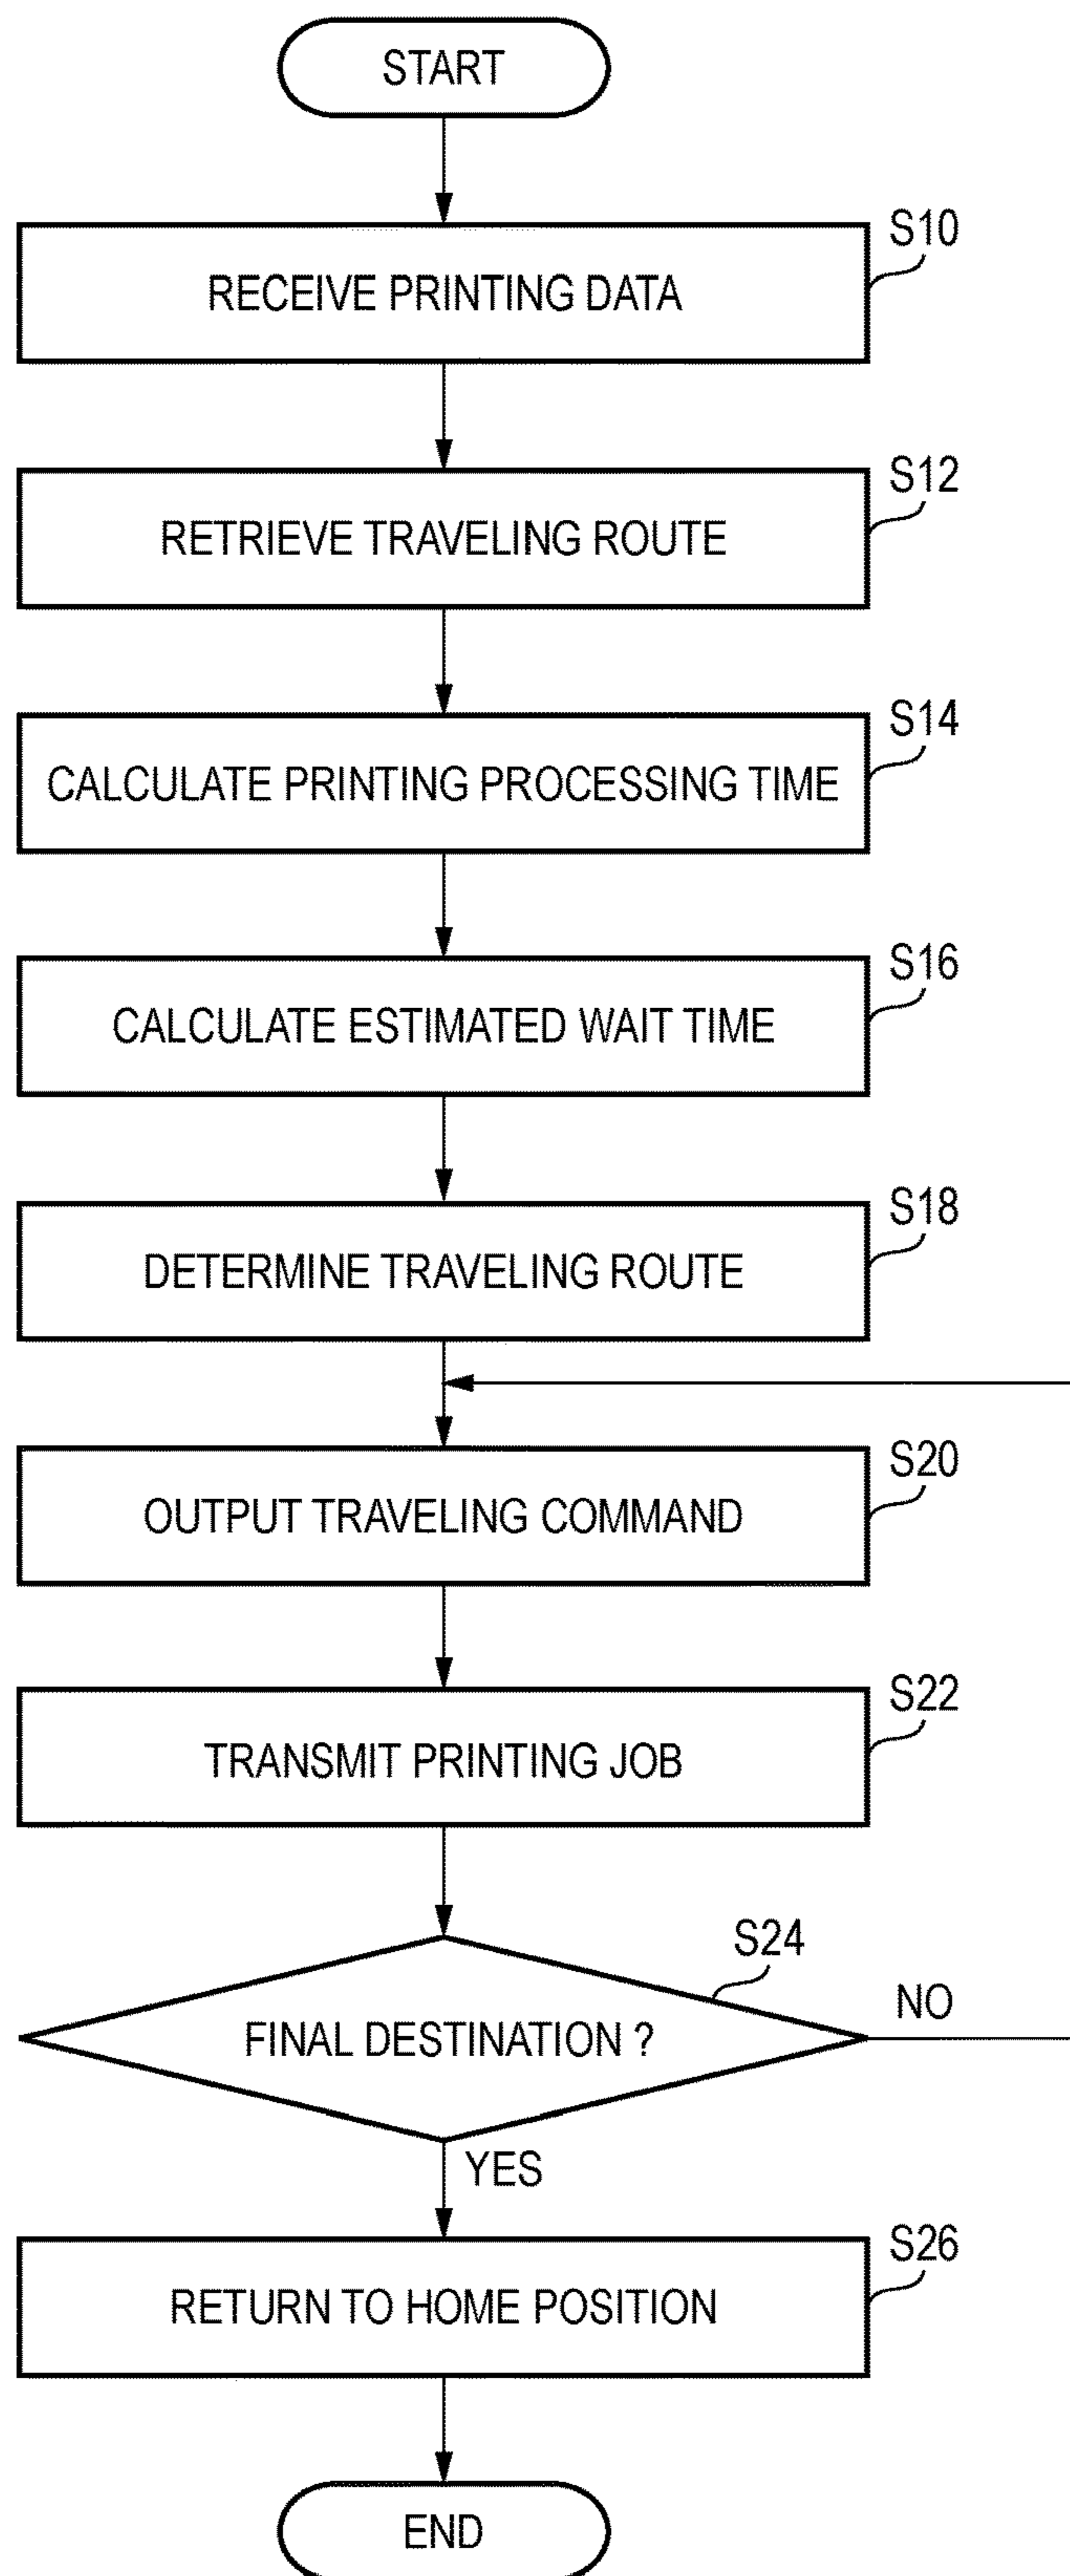 START
S10
RECEIVE PRINTING DATA
S12
RETRIEVE TRAVELING ROUTE
S14
CALCULATE PRINTING PROCESSING TIME
S16
CALCULATE ESTIMATED WAIT TIME
S18
DETERMINE TRAVELING ROUTE
S20
OUTPUT TRAVELING COMMAND
S22
TRANSMIT PRINTING JOB
S24
NO
FINAL DESTINATION ?
YES
S26
RETURN TO HOME POSITION
END